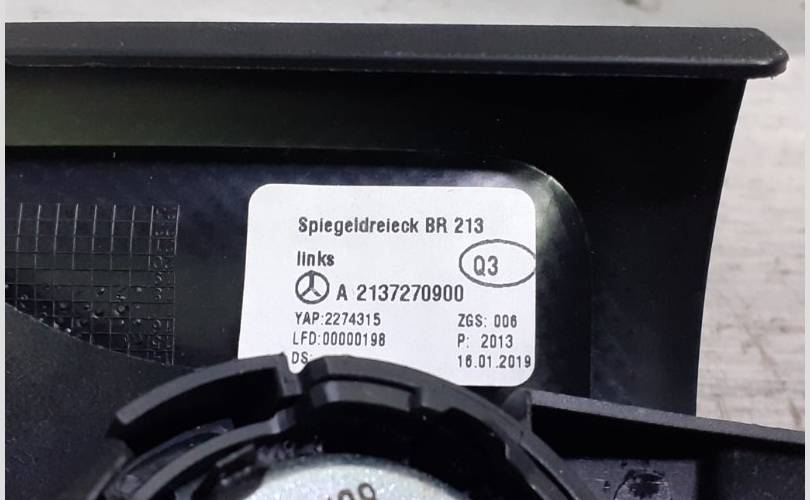 Spiegeldreieck BR 213
links
Q3
A 2137270900
YAP:2274315 ZGS: 006
LFD:00000198 P: 2013
DS: 16.01.2019